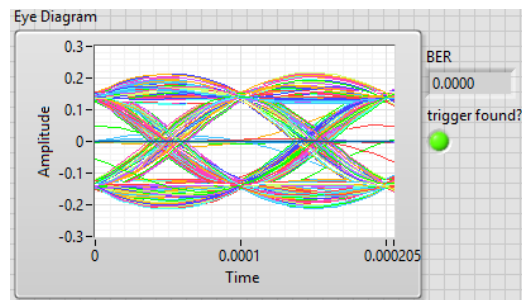 Eye Diagram
0.3
0.2
0.1
0
-0.1
-0.2
-0.3
Amplitude
0
0.0001
0.000205
Time
BER
0.0000
trigger found?